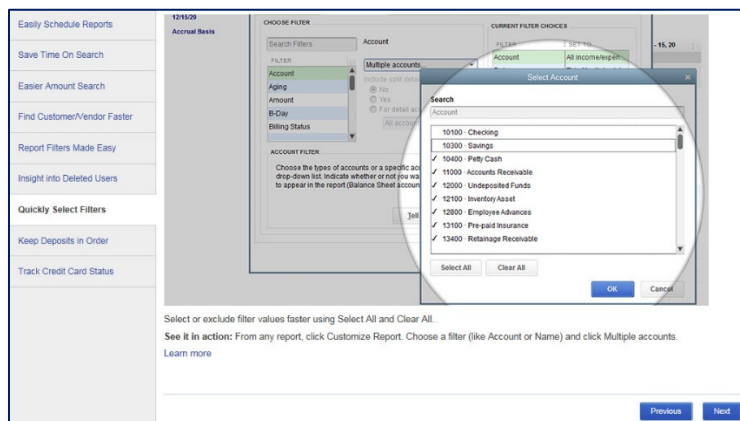 Easily Schedule Reports
Save Time On Search
Easier Amount Search
Find Customer/Vendor Faster
Report Filters Made Easy
Insight into Deleted Users
Quickly Select Filters
Keep Deposits in Order
Track Credit Card Status
12/15/20
Accrual Basis
CHOOSE FILTER
Search Filters
Account
FILTER
Account
Aging
Amount
B-Day
Billing Status
Multiple accounts...
Include split detail
No
Yes
For detail
All
ACCOUNT FILTER
Choose the types of accounts or a specific
drop-down list. Indicate whether or not you
to appear in the report (Balance Sheet
Tell
CURRENT FILTER CHOICES
FILTER SET TO
Account All income/expen...
- 15, 20
Select Account
Search
Account
10100 · Checking
10300 · Savings
✓ 10400 · Petty Cash
✓ 11000 · Accounts Receivable
✓ 12000 · Undeposited Funds
✓ 12100 · Inventory Asset
✓ 12800 · Employee Advances
✓ 13100 · Pre-paid Insurance
✓ 13400 · Retainage Receivable
Select All Clear All
OK Cancel
Select or exclude filter values faster using Select All and Clear All.
See it in action: From any report, click Customize Report. Choose a filter (like Account or Name) and click Multiple accounts.
Learn more
Previous Next